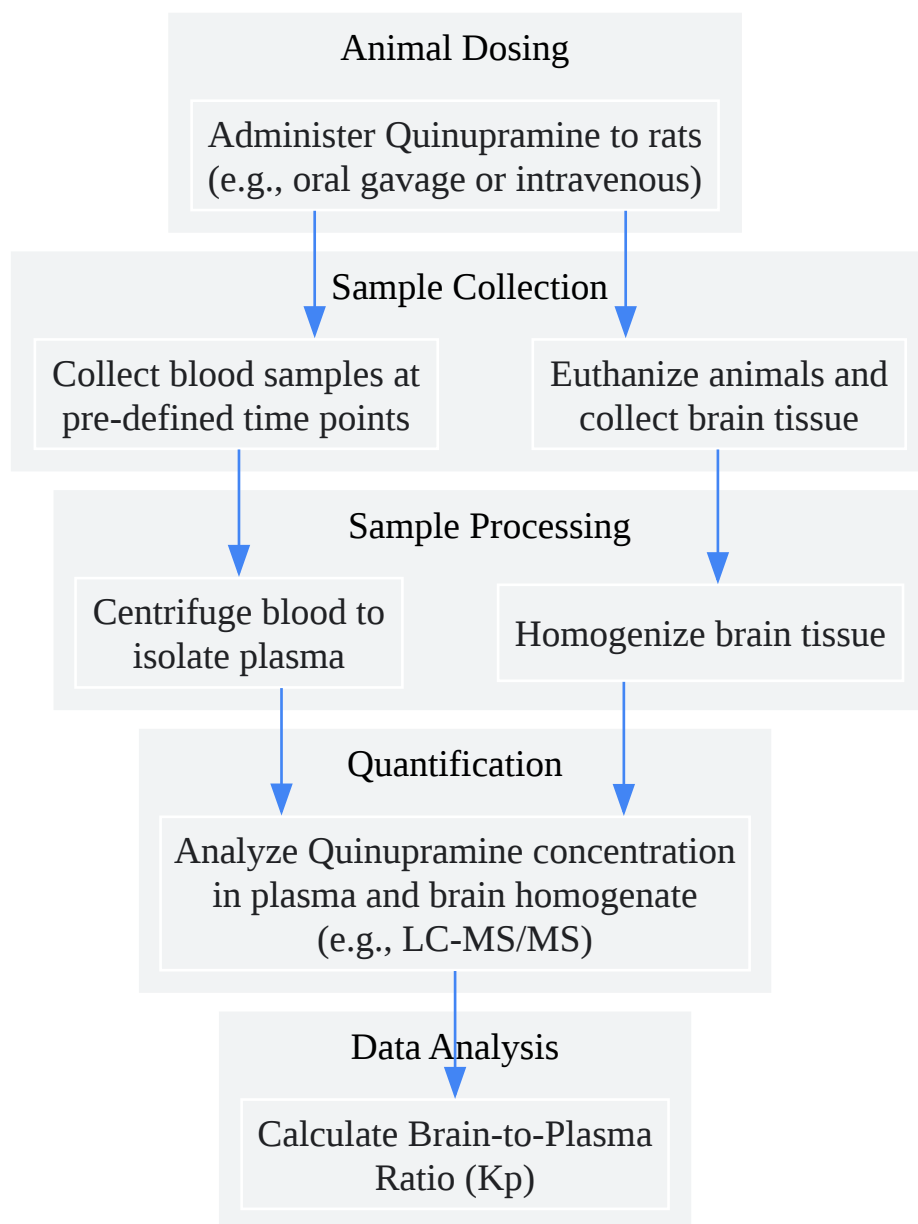 Animal Dosing
Administer Quinupramine to rats
(e.g., oral gavage or intravenous)
Sample Collection
Collect blood samples at
pre-defined time points
Euthanize animals and
collect brain tissue
Sample Processing
Centrifuge blood to
isolate plasma
Homogenize brain tissue
Quantification
Analyze Quinupramine concentration
in plasma and brain homogenate
(e.g., LC-MS/MS)
Data Analysis
Calculate Brain-to-Plasma
Ratio (Kp)